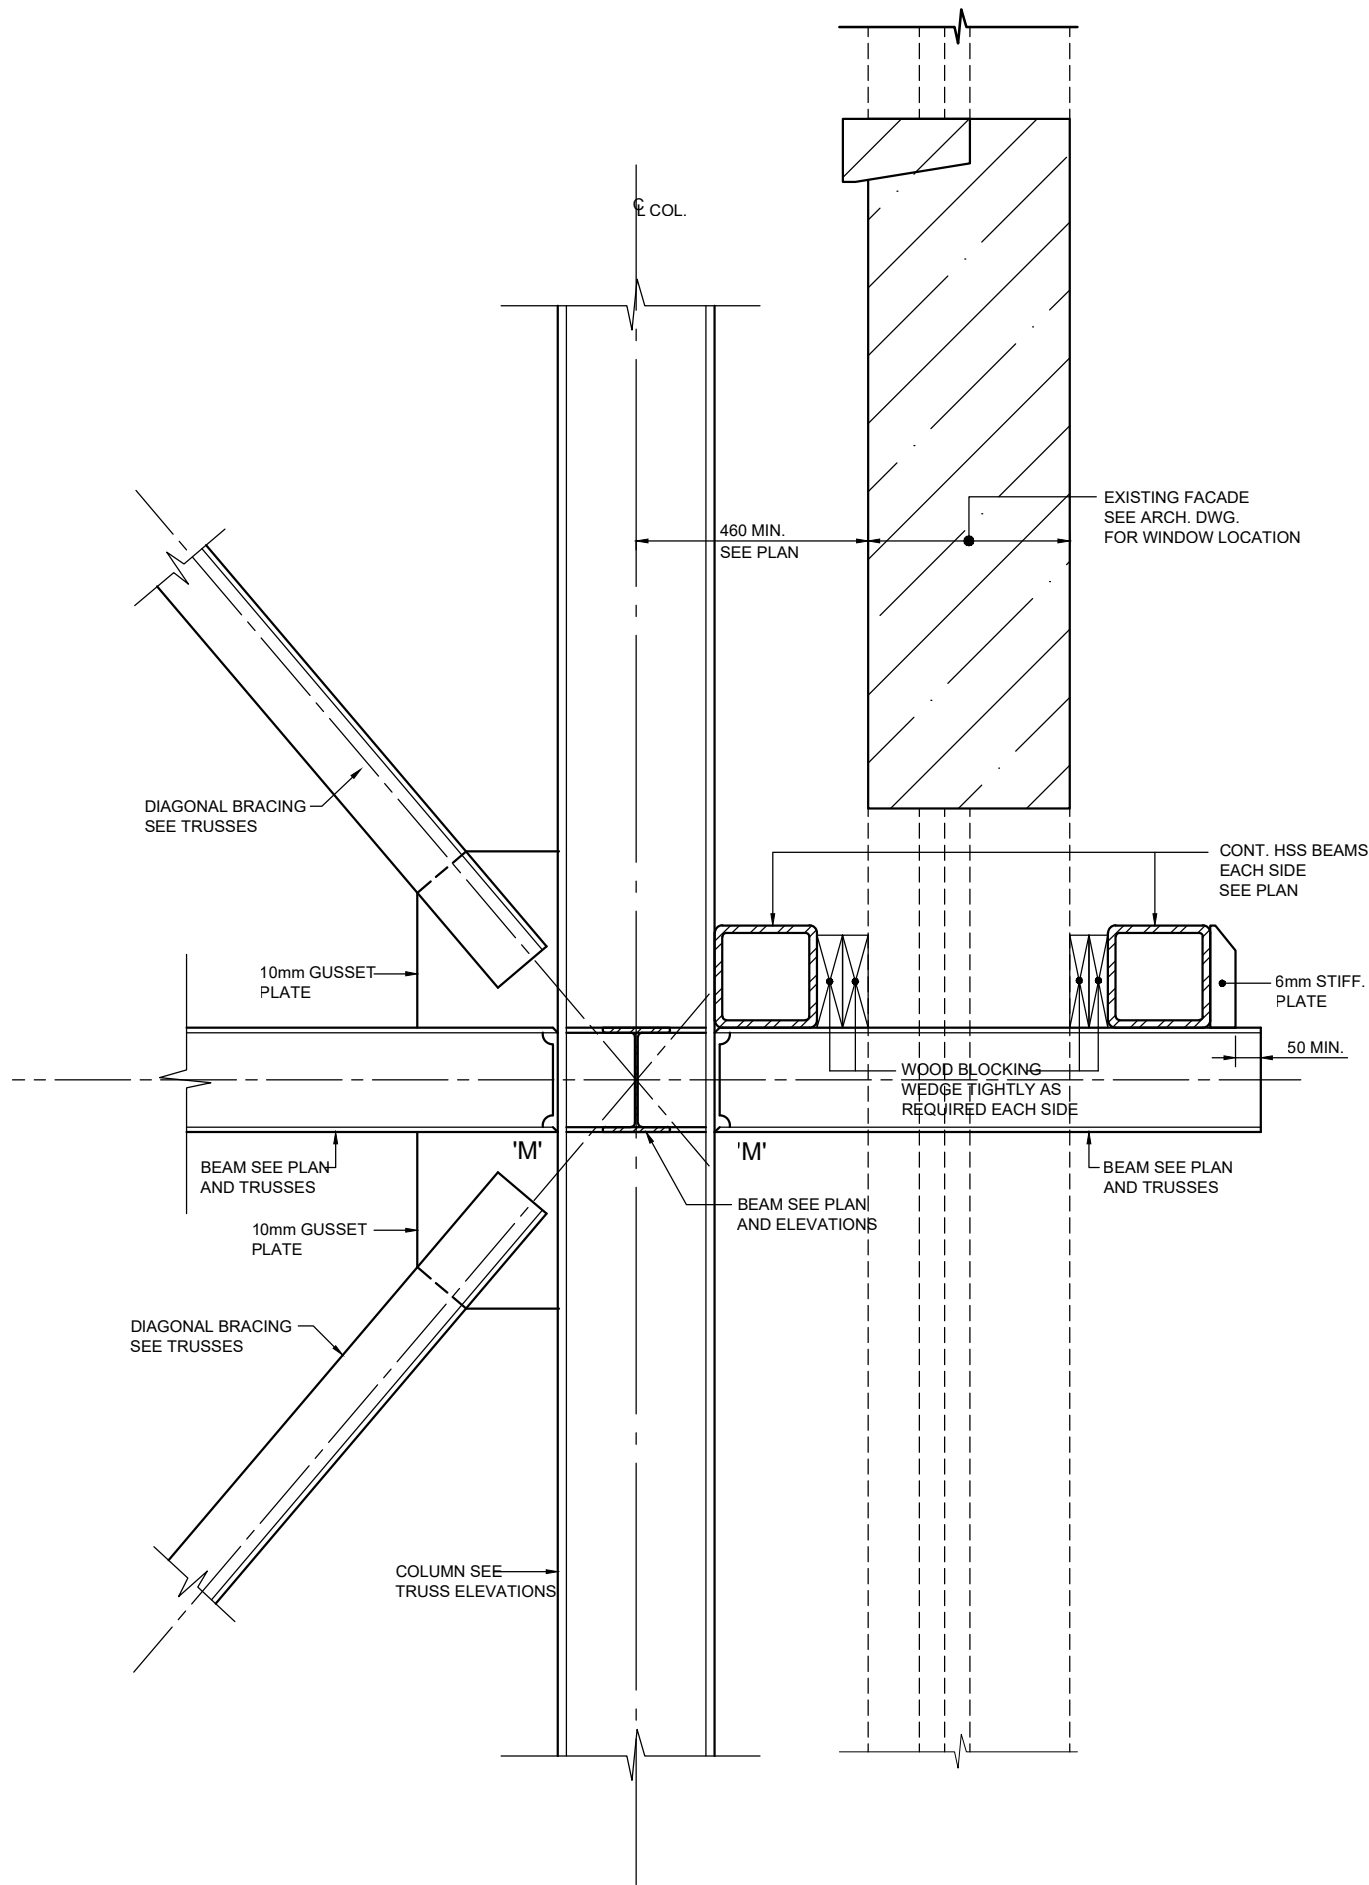 ℄ COL.
460 MIN.
SEE PLAN
EXISTING FACADE
SEE ARCH. DWG.
FOR WINDOW LOCATION
DIAGONAL BRACING
SEE TRUSSES
CONT. HSS BEAMS
EACH SIDE
SEE PLAN
10mm GUSSET
PLATE
6mm STIFF.
PLATE
50 MIN.
WOOD BLOCKING
WEDGE TIGHTLY AS
REQUIRED EACH SIDE
'M'
'M'
BEAM SEE PLAN
AND TRUSSES
BEAM SEE PLAN
AND ELEVATIONS
BEAM SEE PLAN
AND TRUSSES
10mm GUSSET
PLATE
DIAGONAL BRACING
SEE TRUSSES
COLUMN SEE
TRUSS ELEVATIONS